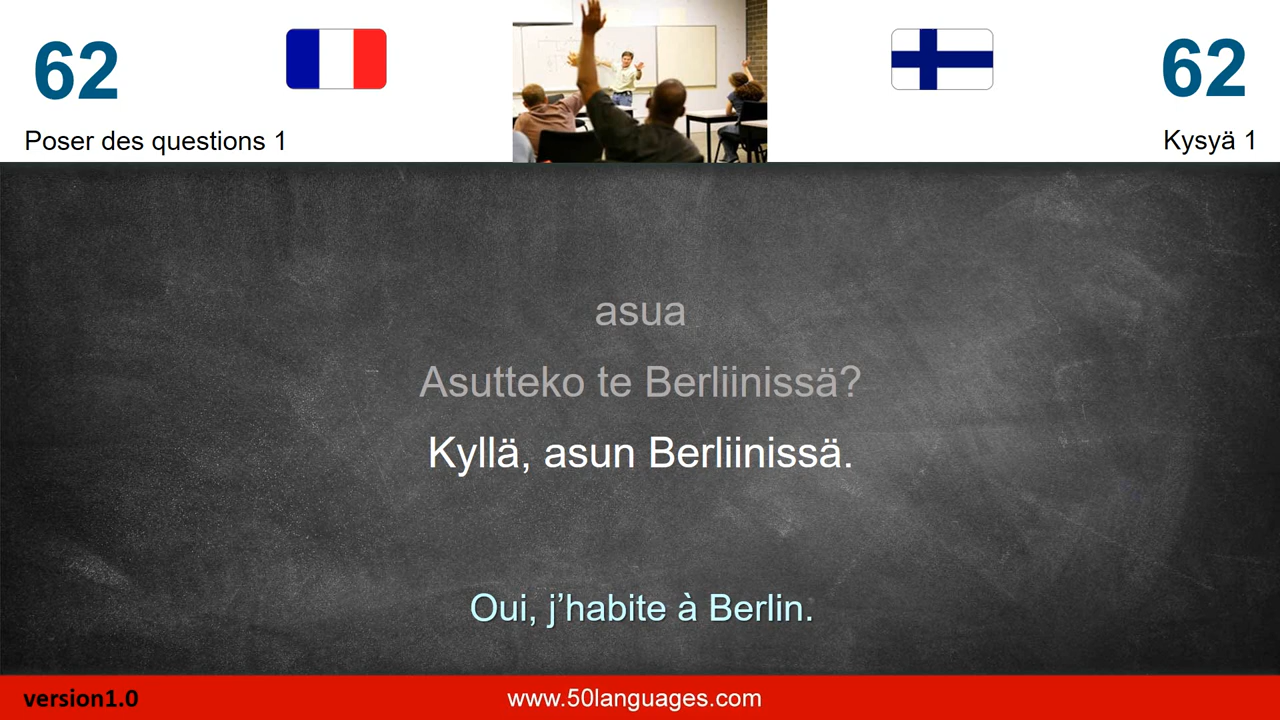 62
62
Poser des questions 1
Kysyä 1
asua
Asutteko te Berliinissä?
Kyllä, asun Berliinissä.
Oui, j’habite à Berlin.
version1.0
www.50languages.com